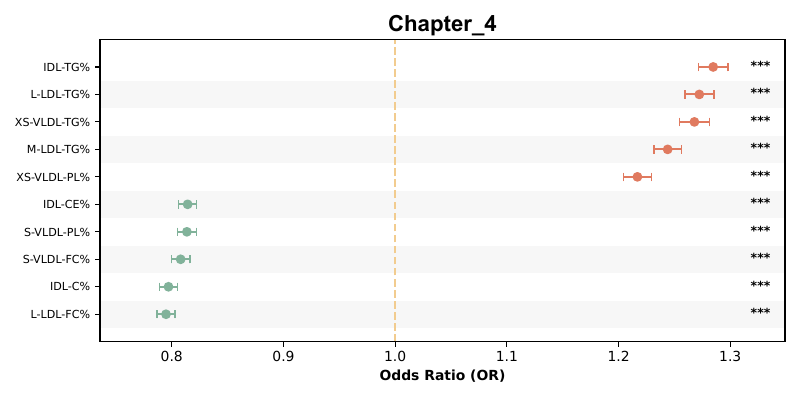 Chapter_4
IDL-TG% ***
L-LDL-TG% ***
XS-VLDL-TG% ***
M-LDL-TG% ***
XS-VLDL-PL% ***
IDL-CE% ***
S-VLDL-PL% ***
S-VLDL-FC% ***
IDL-C% ***
L-LDL-FC% ***
0.8 0.9 1.0 1.1 1.2 1.3
Odds Ratio (OR)